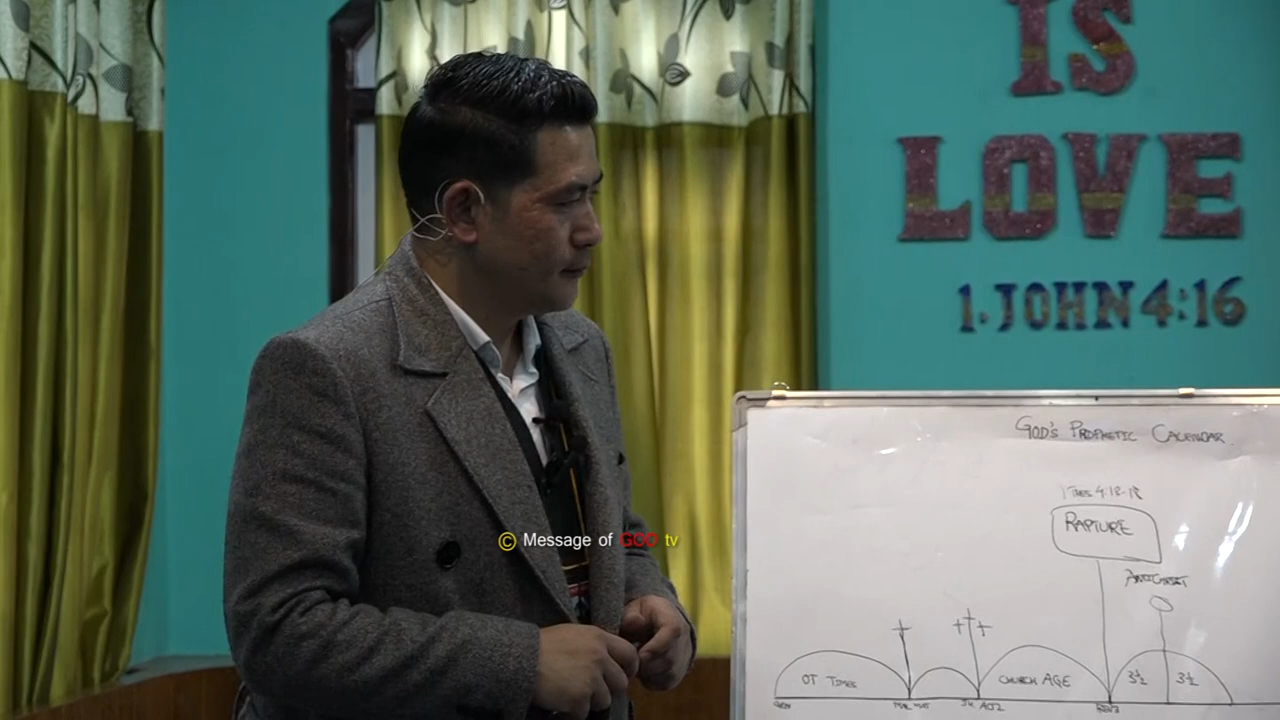 IS
LOVE
1.JOHN 4:16
GOD'S PROPHETIC CALENDAR
RAPTURE
ANTICHRIST
© Message of GOD tv
OT TIMES
CHURCH AGE
3½
3½